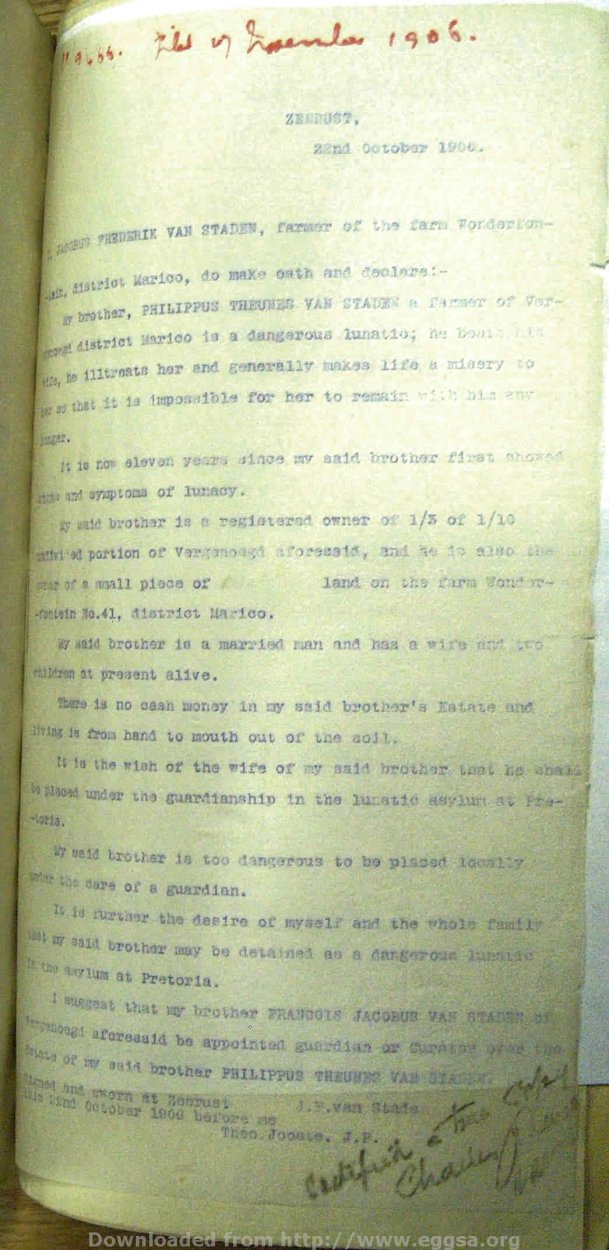 1906.
ZEERUST,
22nd October 1906.
I, JACOBUS FREDERIK VAN STADEN, farmer of the farm Wonderfon-
-tein, district Marico, do make oath and declare:-
My brother, PHILIPPUS THEUNES VAN STADEN a farmer of Ver-
genoegd district Marico is a dangerous lunatic; he beats his
wife, he illtreats her and generally makes life a misery to
her so that it is impossible for her to remain with him any
longer.
It is now eleven years since my said brother first showed
signs and symptoms of lunacy.
My said brother is a registered owner of 1/3 of 1/10
undivided portion of Vergenoegd aforesaid, and he is also the
owner of a small piece of land on the farm Wonder-
-fontein No.41, district Marico.
My said brother is a married man and has a wife and two
children at present alive.
There is no cash money in my said brother's Estate and
living is from hand to mouth out of the soil.
It is the wish of the wife of my said brother that he shall
be placed under the guardianship in the lunatic asylum at Pre-
-toria.
My said brother is too dangerous to be placed locally
under the care of a guardian.
It is further the desire of myself and the whole family
that my said brother may be detained as a dangerous lunatic
in the asylum at Pretoria.
I suggest that my brother FRANCOIS JACOBUS VAN STADEN of
Vergenoegd aforesaid be appointed guardian or Curator over the
Estate of my said brother PHILIPPUS THEUNES VAN STADEN.
Signed and sworn at Zeerust J.F.van Stade
this 22nd October 1906 before me
Theo. J.P.
Certified a true copy
Downloaded from http://www.eggsa.org